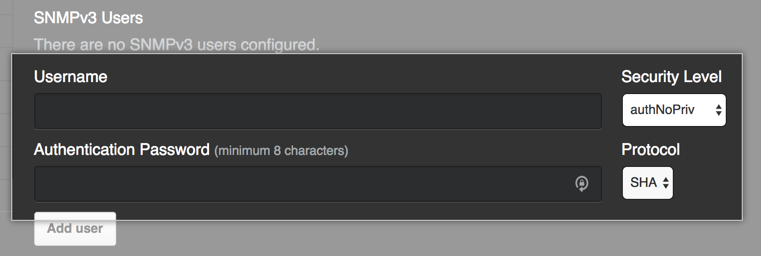 SNMPv3 Users
There are no SNMPv3 users configured.
Username Security Level
authNoPriv
Authentication Password (minimum 8 characters) Protocol
SHA
Add user